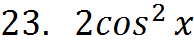 23. 2cos² x